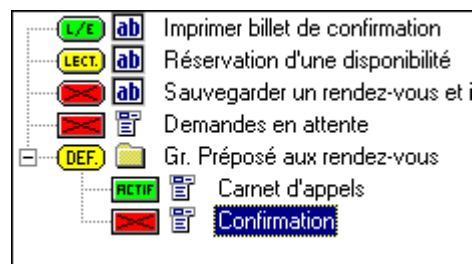 L/E ab Imprimer billet de confirmation
LECT. ab Réservation d'une disponibilité
ab Sauvegarder un rendez-vous et i
Demandes en attente
DEF. Gr. Préposé aux rendez-vous
ACTIF Carnet d'appels
Confirmation